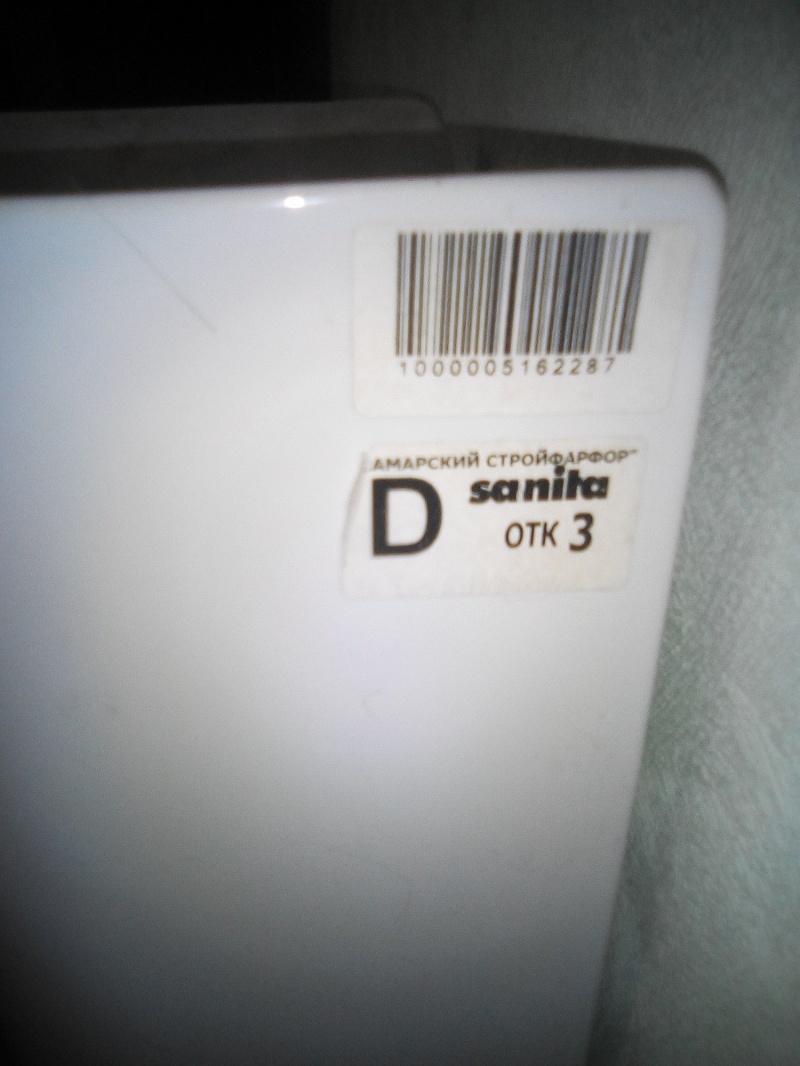 1000005162287
АМАРСКИЙ СТРОЙФАРФОР"
D sanita
ОТК 3